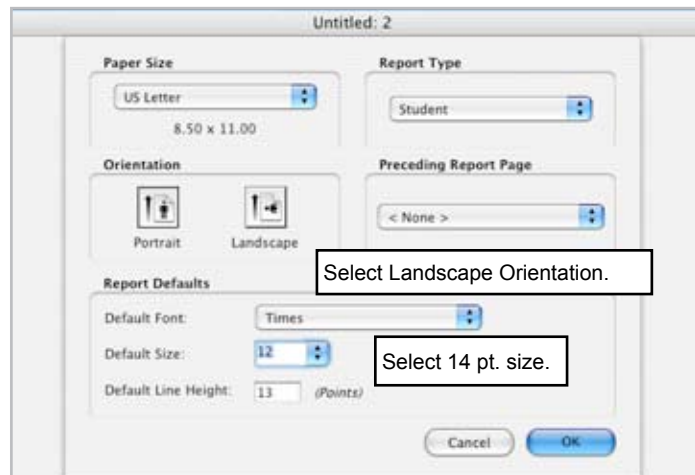 Untitled: 2
Paper Size
Report Type
US Letter
Student
8.50 x 11.00
Orientation
Preceding Report Page
< None >
Portrait
Landscape
Select Landscape Orientation.
Report Defaults
Default Font:
Times
Default Size:
12
Select 14 pt. size.
Default Line Height:
13
(Points)
Cancel
OK